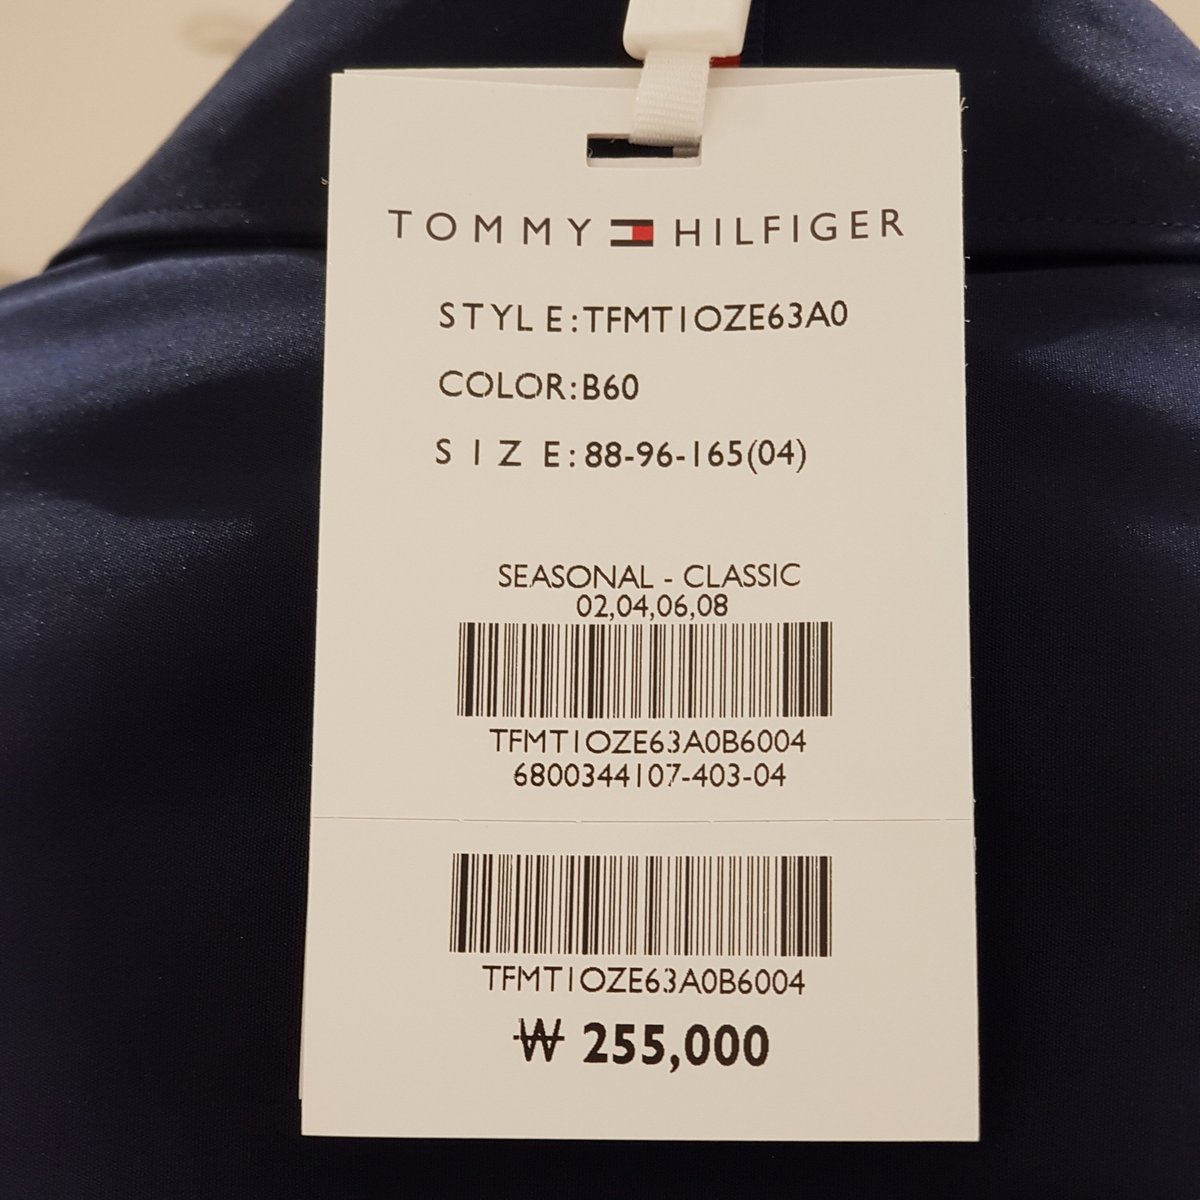 TOMMY HILFIGER
STYLE:TFMT1OZE63A0
COLOR:B60
SIZE:88-96-165(04)
SEASONAL - CLASSIC
02,04,06,08
TFMT1OZE63A0B6004
6800344107-403-04
TFMT1OZE63A0B6004
₩ 255,000